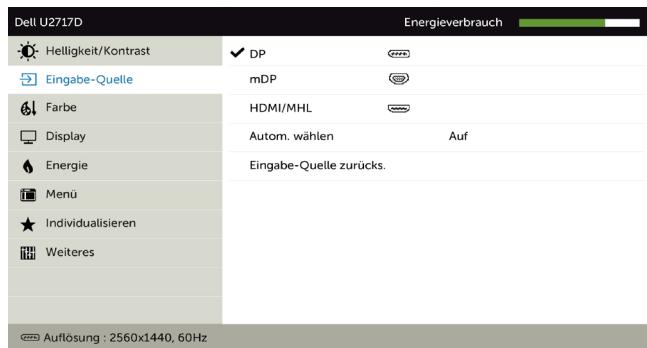 Dell U2717D Energieverbrauch
Helligkeit/Kontrast
Eingabe-Quelle
Farbe
Display
Energie
Menü
Individualisieren
Weiteres
DP
mDP
HDMI/MHL
Autom. wählen Auf
Eingabe-Quelle zurücks.
Auflösung : 2560x1440, 60Hz